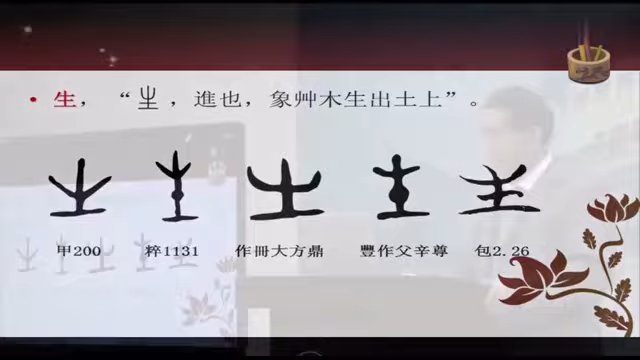 • 生，“㞢，進也，象艸木生出土上”。
甲200 粹1131 作冊大方鼎 豐作父辛尊 包2.26